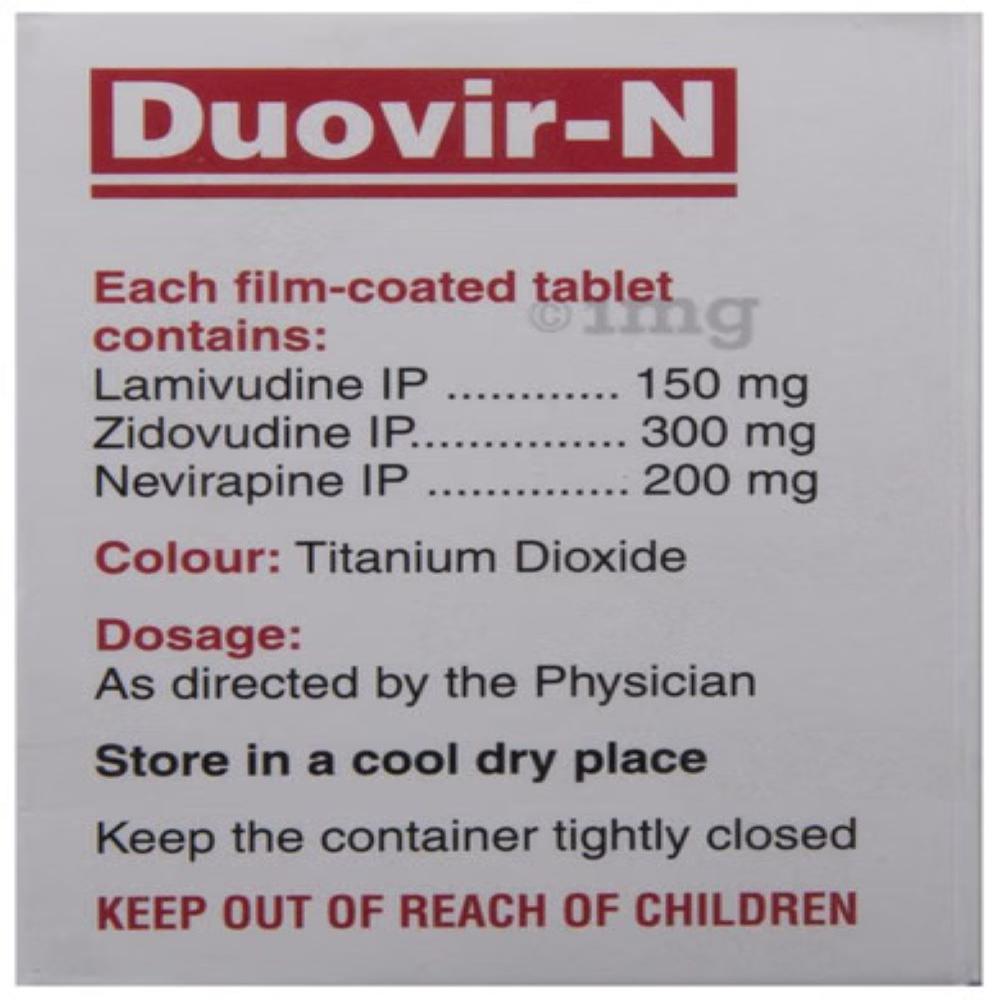 Duovir-N
Each film-coated tablet
contains:
© 1mg
Lamivudine IP ............ 150 mg
Zidovudine IP............... 300 mg
Nevirapine IP .............. 200 mg
Colour: Titanium Dioxide
Dosage:
As directed by the Physician
Store in a cool dry place
Keep the container tightly closed
KEEP OUT OF REACH OF CHILDREN